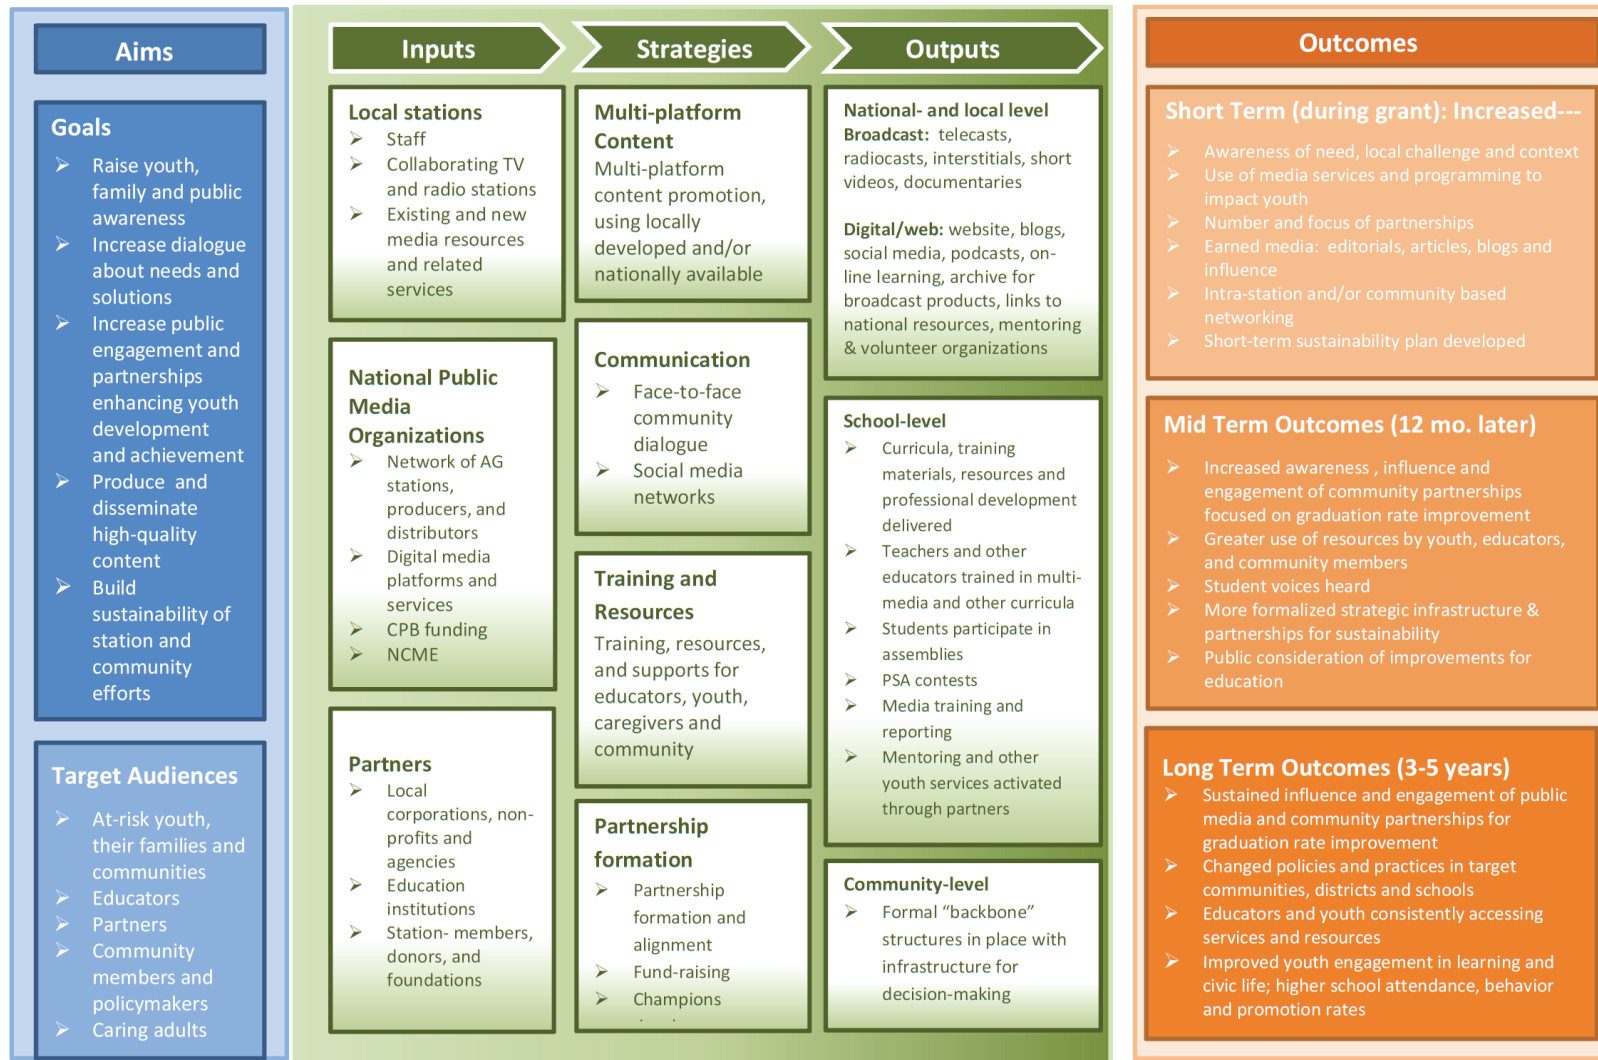 Aims
Goals
Raise youth,
family and public
awareness
Increase dialogue
about needs and
solutions
Increase public
engagement and
partnerships
enhancing youth
development
and achievement
Produce and
disseminate
high-quality
content
Build
sustainability of
station and
community
efforts
Target Audiences
At-risk youth,
their families and
communities
Educators
Partners
Community
members and
policymakers
Caring adults
Inputs
Local stations
Staff
Collaborating TV
and radio stations
Existing and new
media resources
and related
services
National Public
Media
Organizations
Network of AG
stations,
producers, and
distributors
Digital media
platforms and
services
CPB funding
NCME
Partners
Local
corporations, non-
profits and
agencies
Education
institutions
Station- members,
donors, and
foundations
Strategies
Multi-platform
Content
Multi-platform
content promotion,
using locally
developed and/or
nationally available
Communication
Face-to-face
community
dialogue
Social media
networks
Training and
Resources
Training, resources,
and supports for
educators, youth,
caregivers and
community
Partnership
formation
Partnership
formation and
alignment
Fund-raising
Champions
Outputs
National- and local level
Broadcast: telecasts,
radiocasts, interstitials, short
videos, documentaries
Digital/web: website, blogs,
social media, podcasts, on-
line learning, archive for
broadcast products, links to
national resources, mentoring
& volunteer organizations
School-level
Curricula, training
materials, resources and
professional development
delivered
Teachers and other
educators trained in multi-
media and other curricula
Students participate in
assemblies
PSA contests
Media training and
reporting
Mentoring and other
youth services activated
through partners
Community-level
Formal “backbone”
structures in place with
infrastructure for
decision-making
Outcomes
Short Term (during grant): Increased---
Awareness of need, local challenge and context
Use of media services and programming to
impact youth
Number and focus of partnerships
Earned media: editorials, articles, blogs and
influence
Intra-station and/or community based
networking
Short-term sustainability plan developed
Mid Term Outcomes (12 mo. later)
Increased awareness , influence and
engagement of community partnerships
focused on graduation rate improvement
Greater use of resources by youth, educators,
and community members
Student voices heard
More formalized strategic infrastructure &
partnerships for sustainability
Public consideration of improvements for
education
Long Term Outcomes (3-5 years)
Sustained influence and engagement of public
media and community partnerships for
graduation rate improvement
Changed policies and practices in target
communities, districts and schools
Educators and youth consistently accessing
services and resources
Improved youth engagement in learning and
civic life; higher school attendance, behavior
and promotion rates